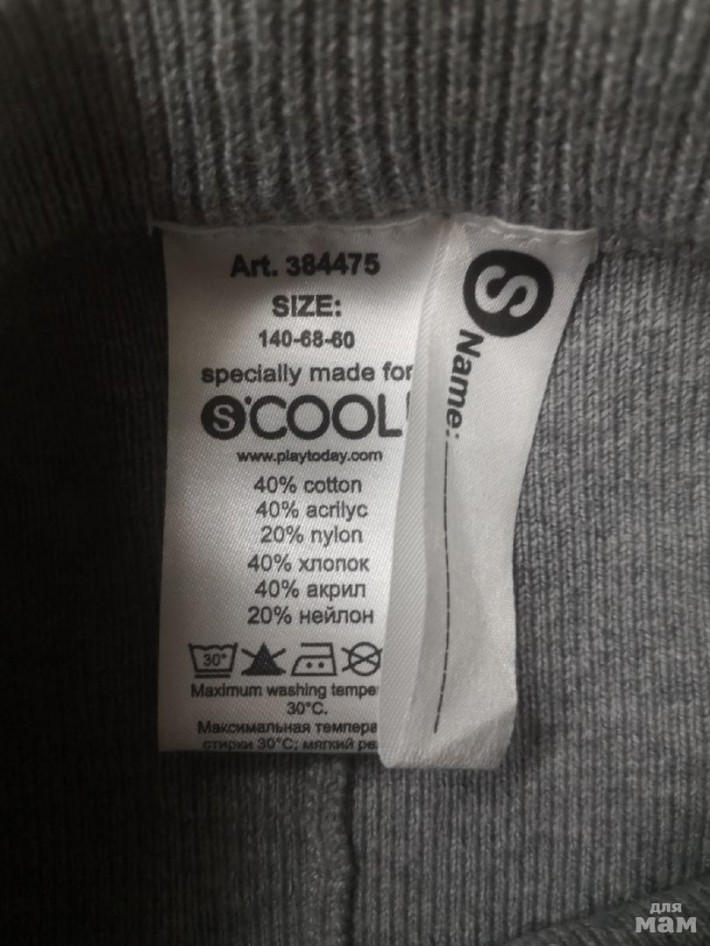 Art. 384475
SIZE:
140-68-60
specially made for
S'COOL!
www.playtoday.com
40% cotton
40% acrilyc
20% nylon
40% хлопок
40% акрил
20% нейлон
30°
Maximum washing tempe
30°C.
Максимальная темпера
стирки 30°C; мягкий ре
S
Name:
для
мам